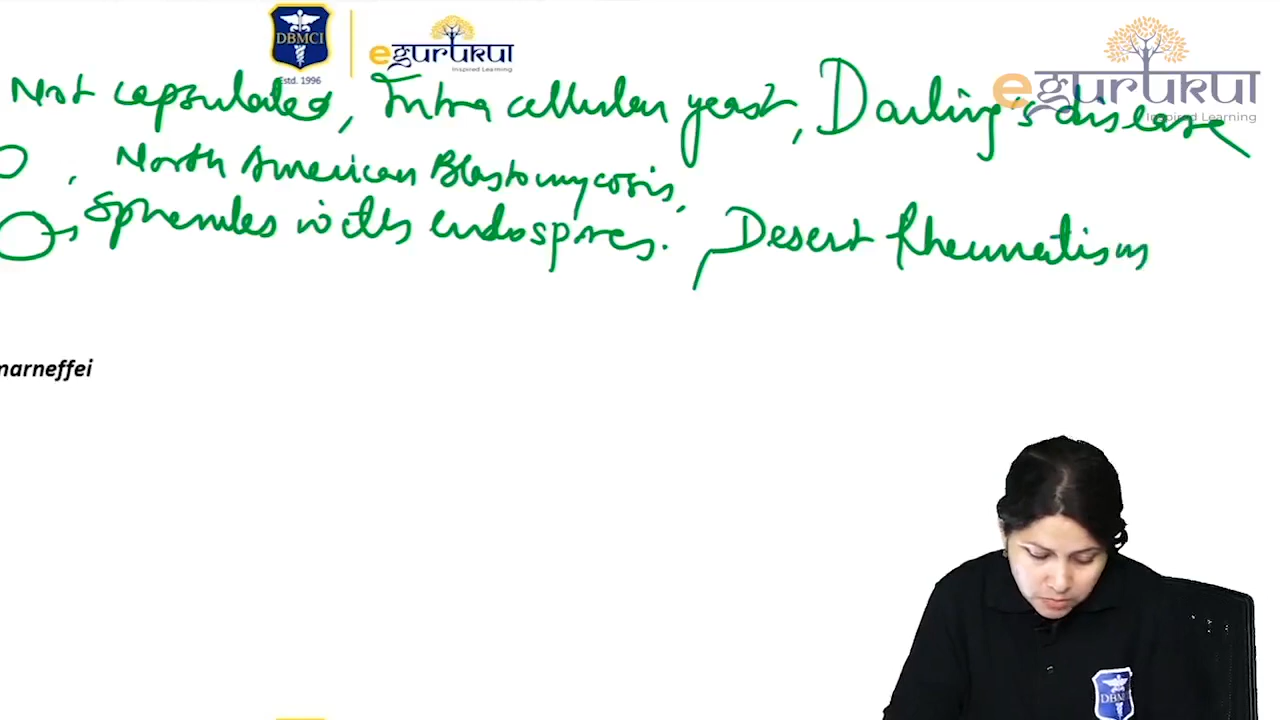 DBMCI
Estd. 1996
eGurukul
Inspired Learning
eGurukul
Inspired Learning
Not capsulated, Intra cellular yeast, Darling's disease
, North American Blastomycosis,
Spherules with endospores. , Desert Rheumatism
marneffei
DBMCI